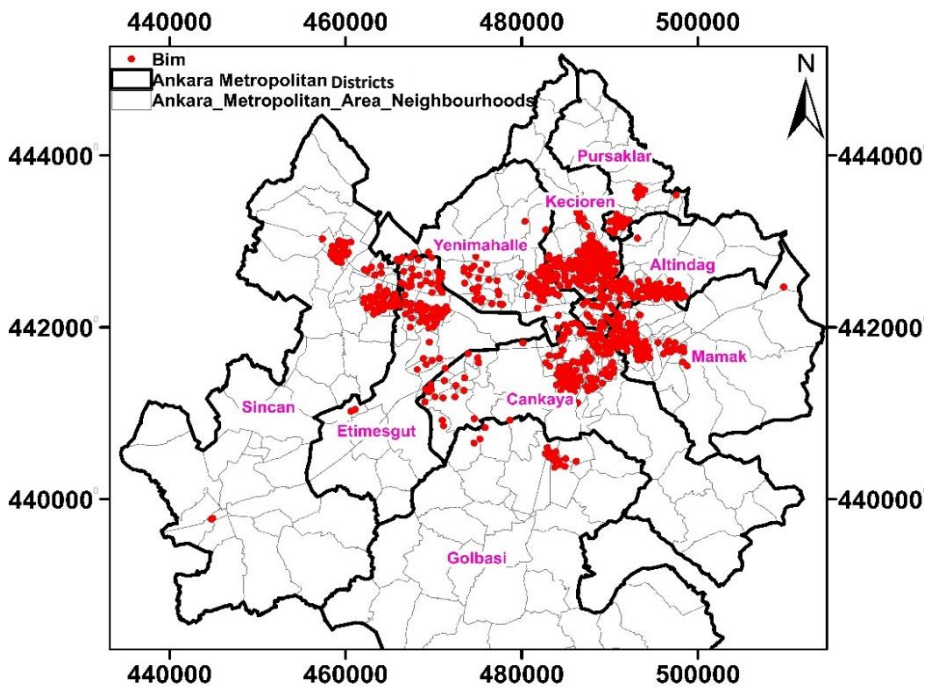 440000 460000 480000 500000
Bim
Ankara Metropolitan Districts
Ankara_Metropolitan_Area_Neighbourhoods
N
444000 444000
Pursaklar
Kecioren
Yenimahalle
Altindag
442000 442000
Mamak
Cankaya
Sincan
Etimesgut
440000 440000
Golbasi
440000 460000 480000 500000